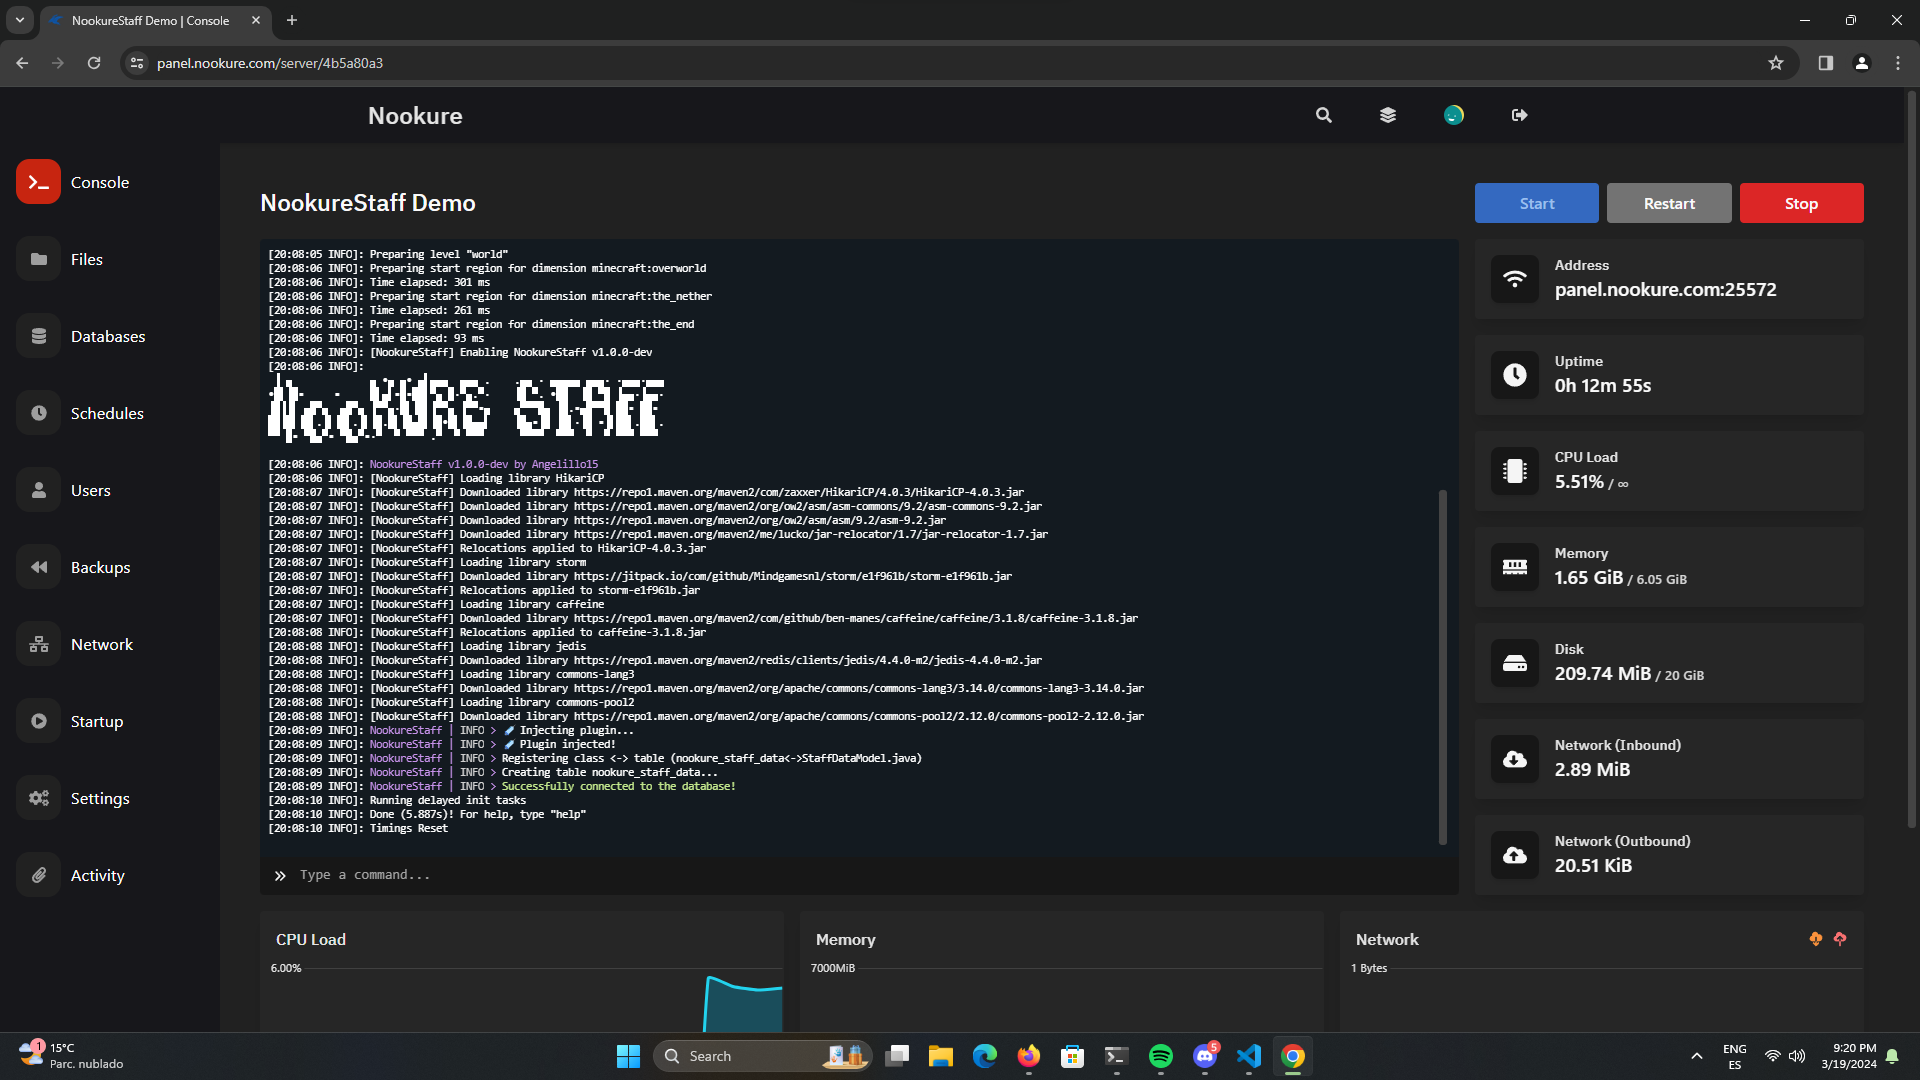 NookureStaff Demo | Console
panel.nookure.com/server/4b5a80a3
Nookure
Console
Files
Databases
Schedules
Users
Backups
Network
Startup
Settings
Activity
NookureStaff Demo
Start
Restart
Stop
[20:08:05 INFO]: Preparing level "world"
[20:08:06 INFO]: Preparing start region for dimension minecraft:overworld
[20:08:06 INFO]: Time elapsed: 301 ms
[20:08:06 INFO]: Preparing start region for dimension minecraft:the_nether
[20:08:06 INFO]: Time elapsed: 261 ms
[20:08:06 INFO]: Preparing start region for dimension minecraft:the_end
[20:08:06 INFO]: Time elapsed: 93 ms
[20:08:06 INFO]: [NookureStaff] Enabling NookureStaff v1.0.0-dev
[20:08:06 INFO]:
NooKURE STAFF
[20:08:06 INFO]: NookureStaff v1.0.0-dev by Angelillo15
[20:08:06 INFO]: [NookureStaff] Loading library HikariCP
[20:08:07 INFO]: [NookureStaff] Downloaded library https://repo1.maven.org/maven2/com/zaxxer/HikariCP/4.0.3/HikariCP-4.0.3.jar
[20:08:07 INFO]: [NookureStaff] Downloaded library https://repo1.maven.org/maven2/org/ow2/asm/asm-commons/9.2/asm-commons-9.2.jar
[20:08:07 INFO]: [NookureStaff] Downloaded library https://repo1.maven.org/maven2/org/ow2/asm/asm/9.2/asm-9.2.jar
[20:08:07 INFO]: [NookureStaff] Downloaded library https://repo1.maven.org/maven2/me/lucko/jar-relocator/1.7/jar-relocator-1.7.jar
[20:08:07 INFO]: [NookureStaff] Relocations applied to HikariCP-4.0.3.jar
[20:08:07 INFO]: [NookureStaff] Loading library storm
[20:08:07 INFO]: [NookureStaff] Downloaded library https://jitpack.io/com/github/Mindgamesnl/storm/e1f961b/storm-e1f961b.jar
[20:08:07 INFO]: [NookureStaff] Relocations applied to storm-e1f961b.jar
[20:08:07 INFO]: [NookureStaff] Loading library caffeine
[20:08:07 INFO]: [NookureStaff] Downloaded library https://repo1.maven.org/maven2/com/github/ben-manes/caffeine/caffeine/3.1.8/caffeine-3.1.8.jar
[20:08:08 INFO]: [NookureStaff] Relocations applied to caffeine-3.1.8.jar
[20:08:08 INFO]: [NookureStaff] Loading library jedis
[20:08:08 INFO]: [NookureStaff] Downloaded library https://repo1.maven.org/maven2/redis/clients/jedis/4.4.0-m2/jedis-4.4.0-m2.jar
[20:08:08 INFO]: [NookureStaff] Loading library commons-lang3
[20:08:08 INFO]: [NookureStaff] Downloaded library https://repo1.maven.org/maven2/org/apache/commons/commons-lang3/3.14.0/commons-lang3-3.14.0.jar
[20:08:08 INFO]: [NookureStaff] Loading library commons-pool2
[20:08:08 INFO]: [NookureStaff] Downloaded library https://repo1.maven.org/maven2/org/apache/commons/commons-pool2/2.12.0/commons-pool2-2.12.0.jar
[20:08:09 INFO]: NookureStaff | INFO > Injecting plugin...
[20:08:09 INFO]: NookureStaff | INFO > Plugin injected!
[20:08:09 INFO]: NookureStaff | INFO > Registering class <-> table (nookure_staff_data<->StaffDataModel.java)
[20:08:09 INFO]: NookureStaff | INFO > Creating table nookure_staff_data...
[20:08:09 INFO]: NookureStaff | INFO > Successfully connected to the database!
[20:08:10 INFO]: Running delayed init tasks
[20:08:10 INFO]: Done (5.887s)! For help, type "help"
[20:08:10 INFO]: Timings Reset
Type a command...
Address
panel.nookure.com:25572
Uptime
0h 12m 55s
CPU Load
5.51% / ∞
Memory
1.65 GiB / 6.05 GiB
Disk
209.74 MiB / 20 GiB
Network (Inbound)
2.89 MiB
Network (Outbound)
20.51 KiB
CPU Load
6.00%
Memory
7000MiB
Network
1 Bytes
1
15°C
Parc. nublado
Search
5
ENG
ES
9:20 PM
3/19/2024